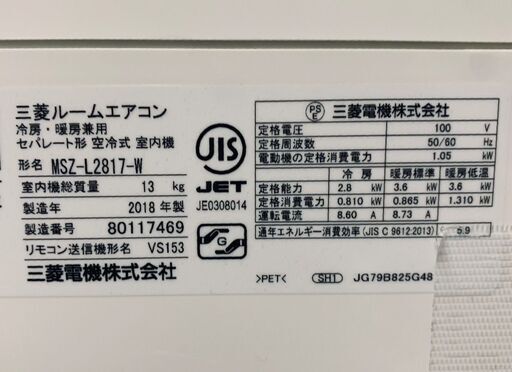 三菱ルームエアコン
冷房・暖房兼用
セパレート形 空冷式 室内機
形名 MSZ-L2817-W
室内機総質量 13 kg
製造年 2018 年製
製造番号 80117469
リモコン送信機形名 VS153
三菱電機株式会社
JIS
JET
JE0308014
G
PS
E
三菱電機株式会社
定格電圧 100 V
定格周波数 50/60 Hz
電動機の定格消費電力 1.05 kW
冷 房 暖房標準 暖房低温
定格能力 2.8 kW 3.6 kW 3.6 kW
定格消費電力 0.810 kW 0.865 kW 1.310 kW
運転電流 8.60 A 8.73 A
通年エネルギー消費効率(JIS C 9612:2013) 5.9
>PET< SH1 JG79B825G48